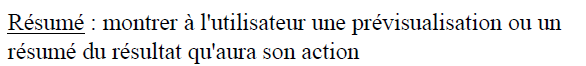 Résumé : montrer à l'utilisateur une prévisualisation ou un
résumé du résultat qu'aura son action